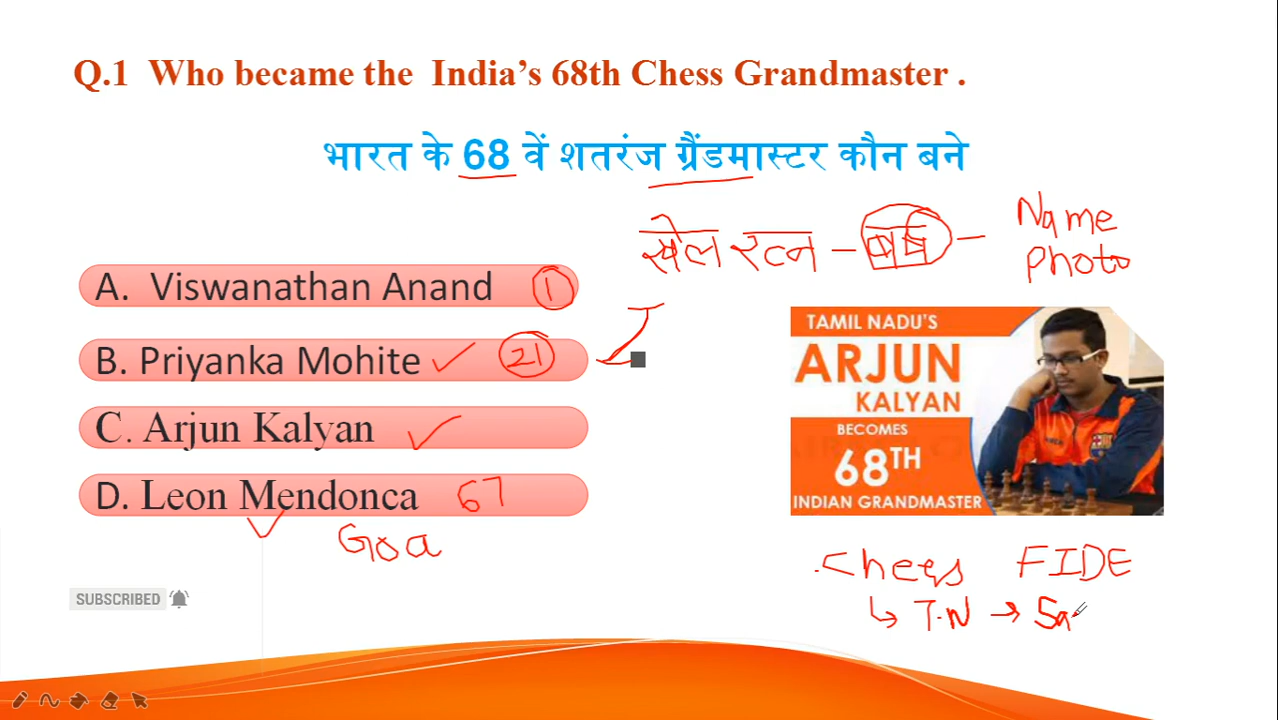 Q.1 Who became the India's 68th Chess Grandmaster .
भारत के 68 वें शतरंज ग्रैंडमास्टर कौन बने
खेल रत्न – – Name
Photo
A. Viswanathan Anand 1
B. Priyanka Mohite 21
C. Arjun Kalyan
D. Leon Mendonca 67
Goa
TAMIL NADU'S
ARJUN
KALYAN
BECOMES
68TH
INDIAN GRANDMASTER
Chess FIDE
T.N → Sa
SUBSCRIBED